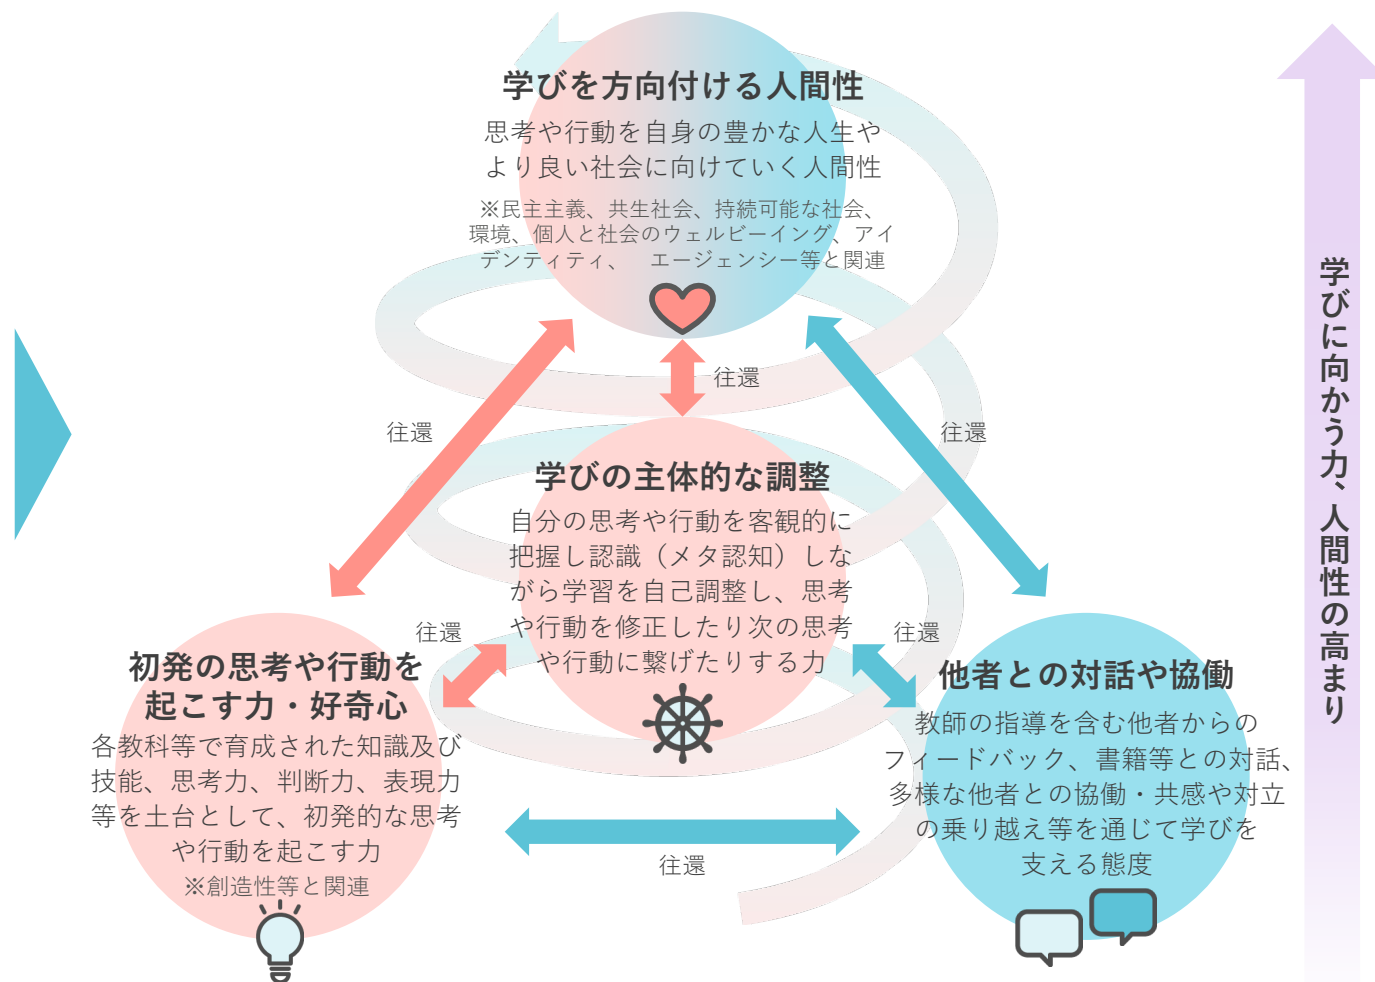 学びを方向付ける人間性
思考や行動を自身の豊かな人生や
より良い社会に向けていく人間性
※民主主義、共生社会、持続可能な社会、
環境、個人と社会のウェルビーイング、アイ
デンティティ、　エージェンシー等と関連
往還
往還
往還
学びの主体的な調整
自分の思考や行動を客観的に
把握し認識（メタ認知）しな
がら学習を自己調整し、思考
や行動を修正したり次の思考
や行動に繋げたりする力
往還
往還
初発の思考や行動を
起こす力・好奇心
各教科等で育成された知識及び
技能、思考力、判断力、表現力
等を土台として、初発的な思考
や行動を起こす力
※創造性等と関連
往還
他者との対話や協働
教師の指導を含む他者からの
フィードバック、書籍等との対話、
多様な他者との協働・共感や対立
の乗り越え等を通じて学びを
支える態度
学びに向かう力、人間性の高まり